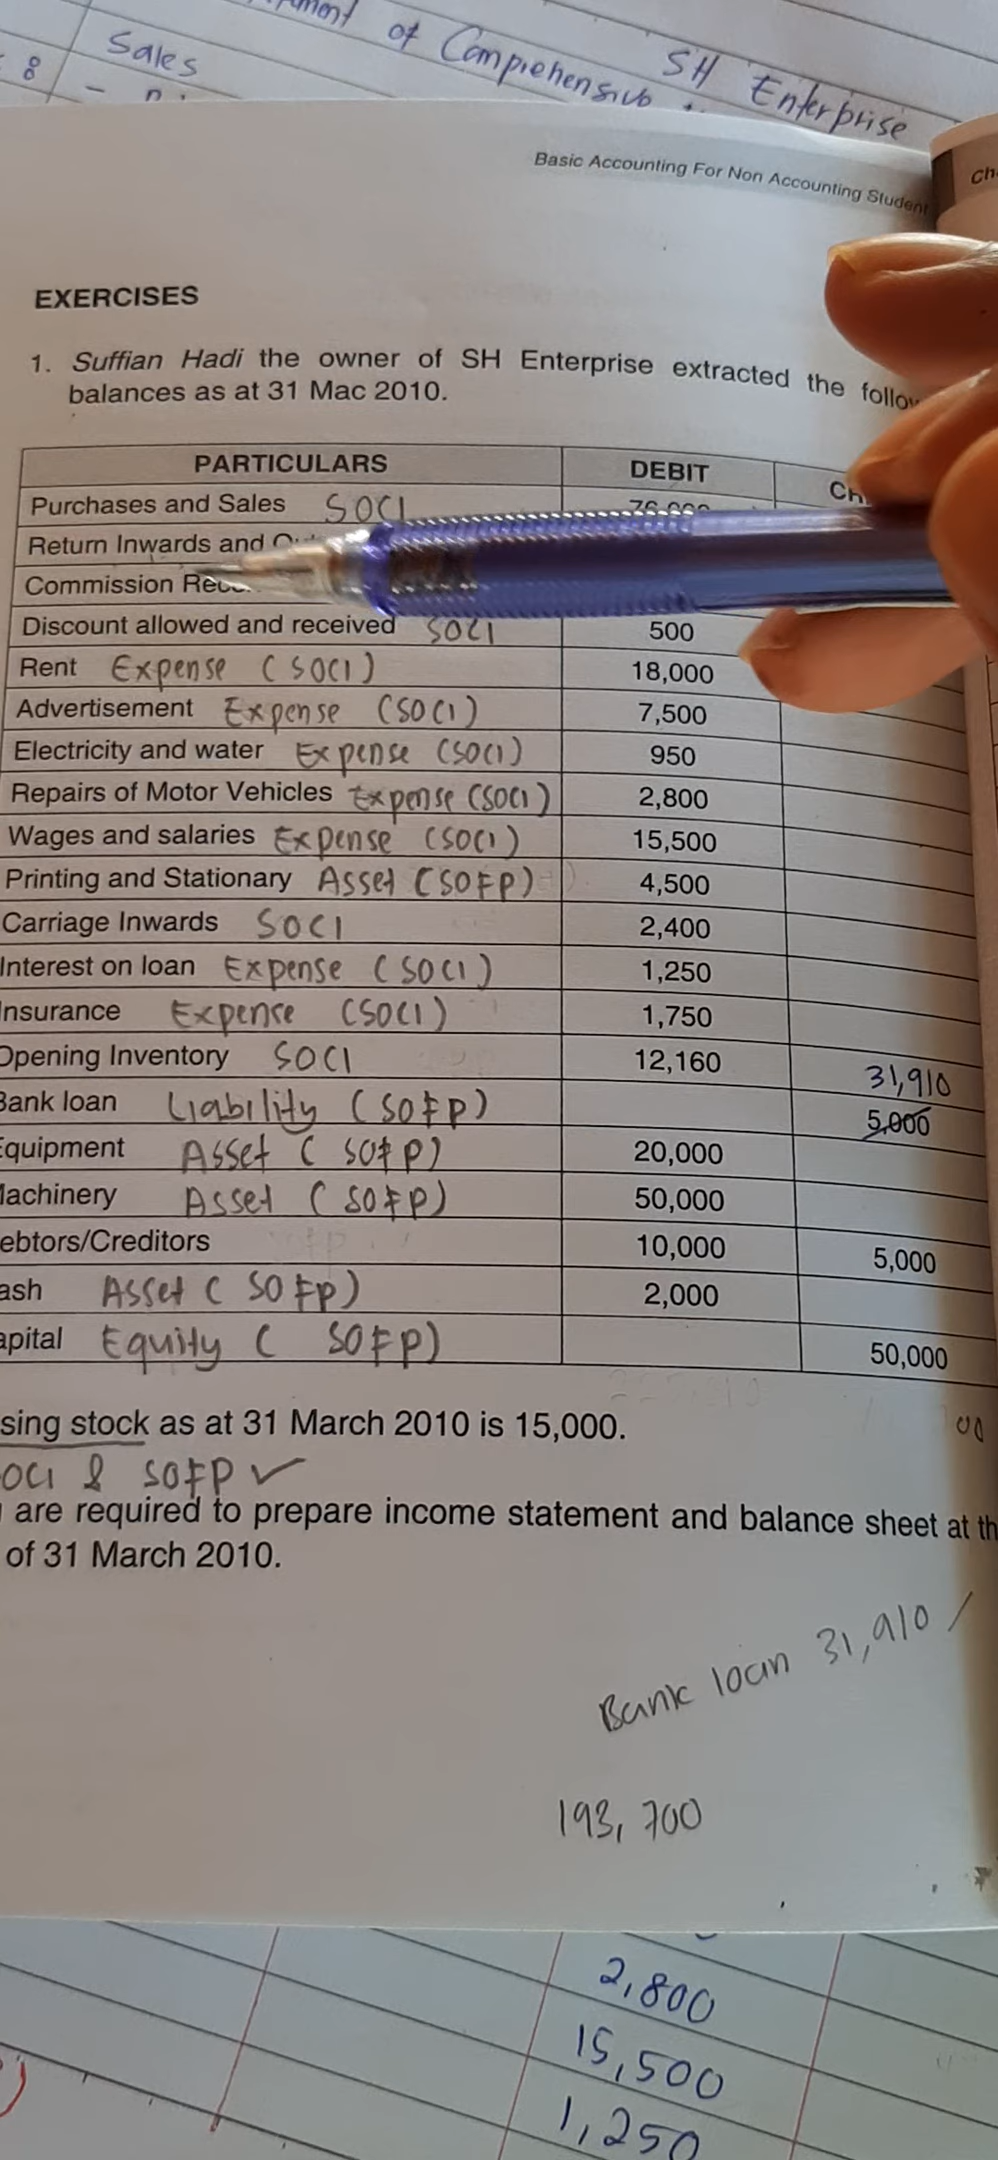 of Comprehensive
SH Enterprise
8 Sales
Basic Accounting For Non Accounting Student
EXERCISES
1. Suffian Hadi the owner of SH Enterprise extracted the
balances as at 31 Mac 2010.
PARTICULARS DEBIT
Purchases and Sales SOCI
Return Inwards and
Commission
Discount allowed and received SOCI 500
Rent Expense (SOCI) 18,000
Advertisement Expense (SOCI) 7,500
Electricity and water Expense (SOCI) 950
Repairs of Motor Vehicles Expense (SOCI) 2,800
Wages and salaries Expense (SOCI) 15,500
Printing and Stationary Asset (SOFP) 4,500
Carriage Inwards SOCI 2,400
Interest on loan Expense (SOCI) 1,250
nsurance Expense (SOCI) 1,750
Opening Inventory SOCI 12,160
31,910
Bank loan Liability (SOFP) 5,000
Equipment Asset (SOFP) 20,000
achinery Asset (SOFP) 50,000
ebtors/Creditors 10,000 5,000
ash Asset (SOFP) 2,000
apital Equity (SOFP) 50,000
sing stock as at 31 March 2010 is 15,000.
OCI & SOFP ✓
are required to prepare income statement and balance sheet at th
of 31 March 2010.
Bank loan 31,910 /
193,700
2,800
15,500
1,250